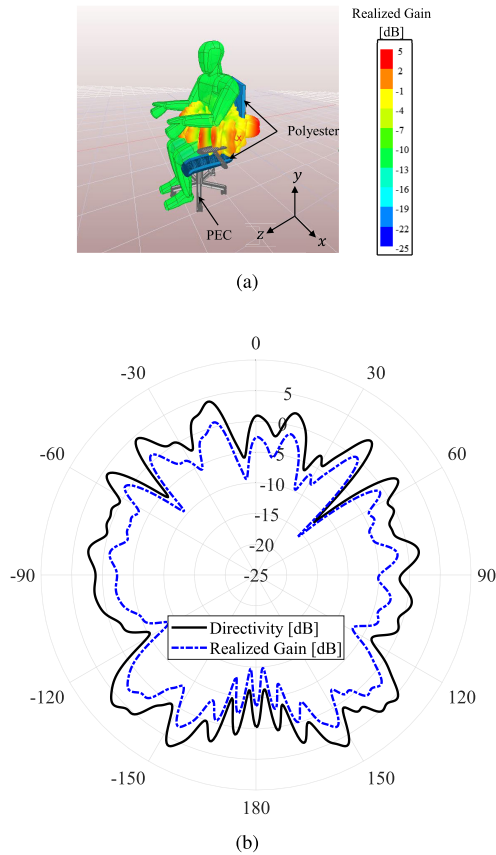 Realized Gain
[dB]
5
2
-1
-4
-7
-10
-13
-16
-19
-22
-25
Polyester
PEC
y
z
x
(a)
0
-30
30
5
0
-60
60
-5
-10
-15
-20
-90
-25
90
Directivity [dB]
Realized Gain [dB]
-120
120
-150
150
180
(b)